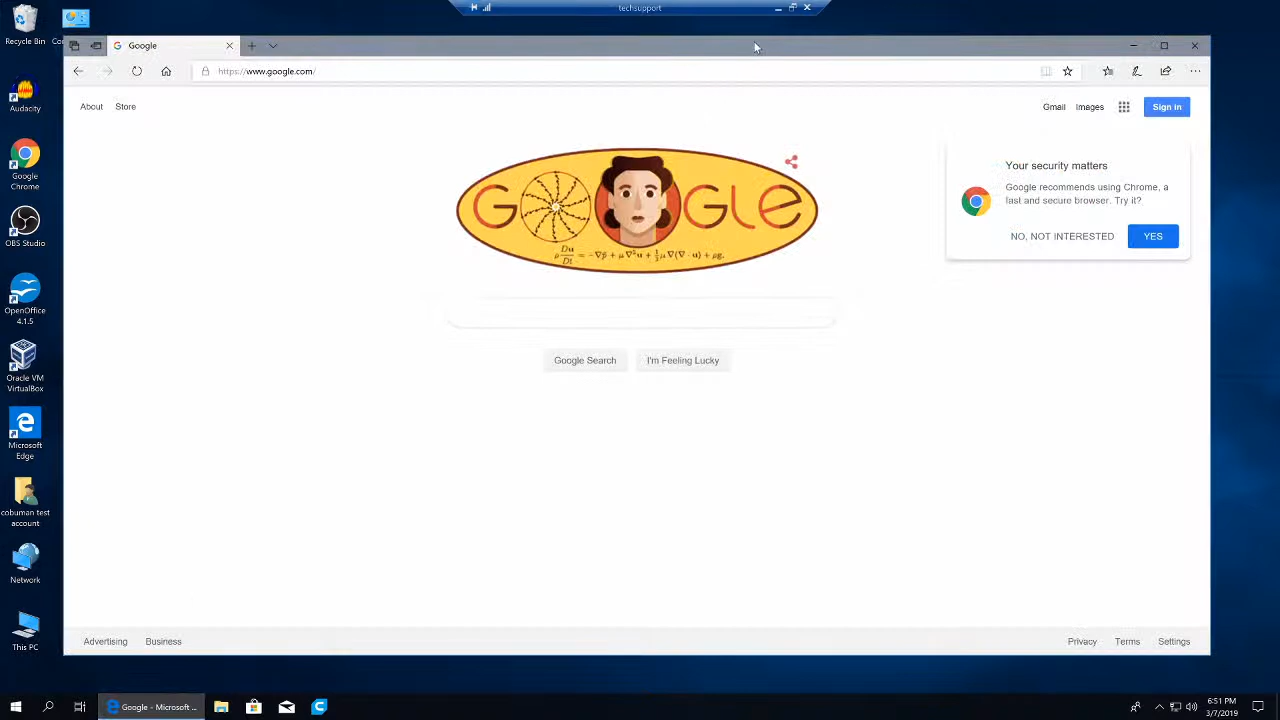 techsupport
Recycle Bin
Co
Google
https://www.google.com/
About
Store
Gmail
Images
Sign in
GOOGLE
Your security matters
Google recommends using Chrome, a
fast and secure browser. Try it?
NO, NOT INTERESTED
YES
Google Search
I'm Feeling Lucky
Audacity
Google
Chrome
OBS Studio
OpenOffice
4.1.5
Oracle VM
VirtualBox
Microsoft
Edge
cobuman test
account
Network
This PC
Advertising
Business
Privacy
Terms
Settings
Google - Microsoft ...
6:51 PM
3/7/2019